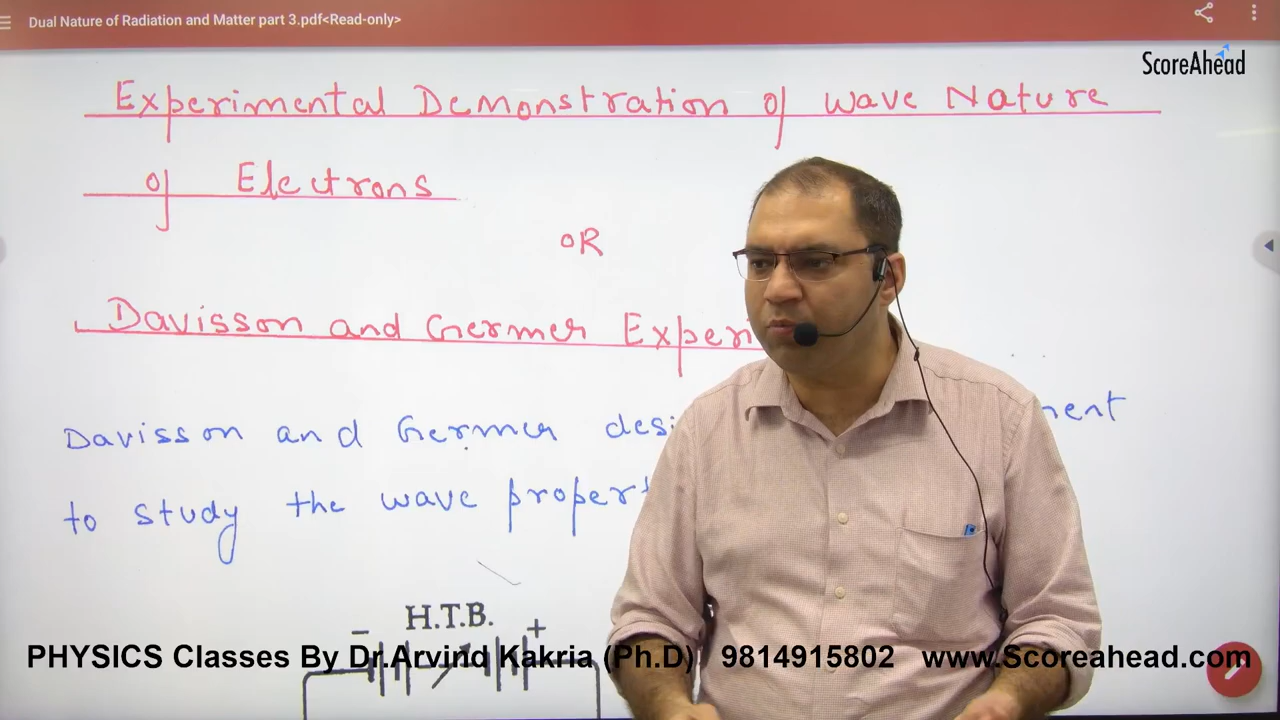 Dual Nature of Radiation and Matter part 3.pdf<Read-only>
ScoreAhead
Experimental Demonstration of wave Nature
of Electrons
OR
Davisson and Germer Experi
Davisson and Germer desi ment
to study the wave propert
H.T.B.
- +
PHYSICS Classes By Dr.Arvind Kakria (Ph.D) 9814915802 www.Scoreahead.com